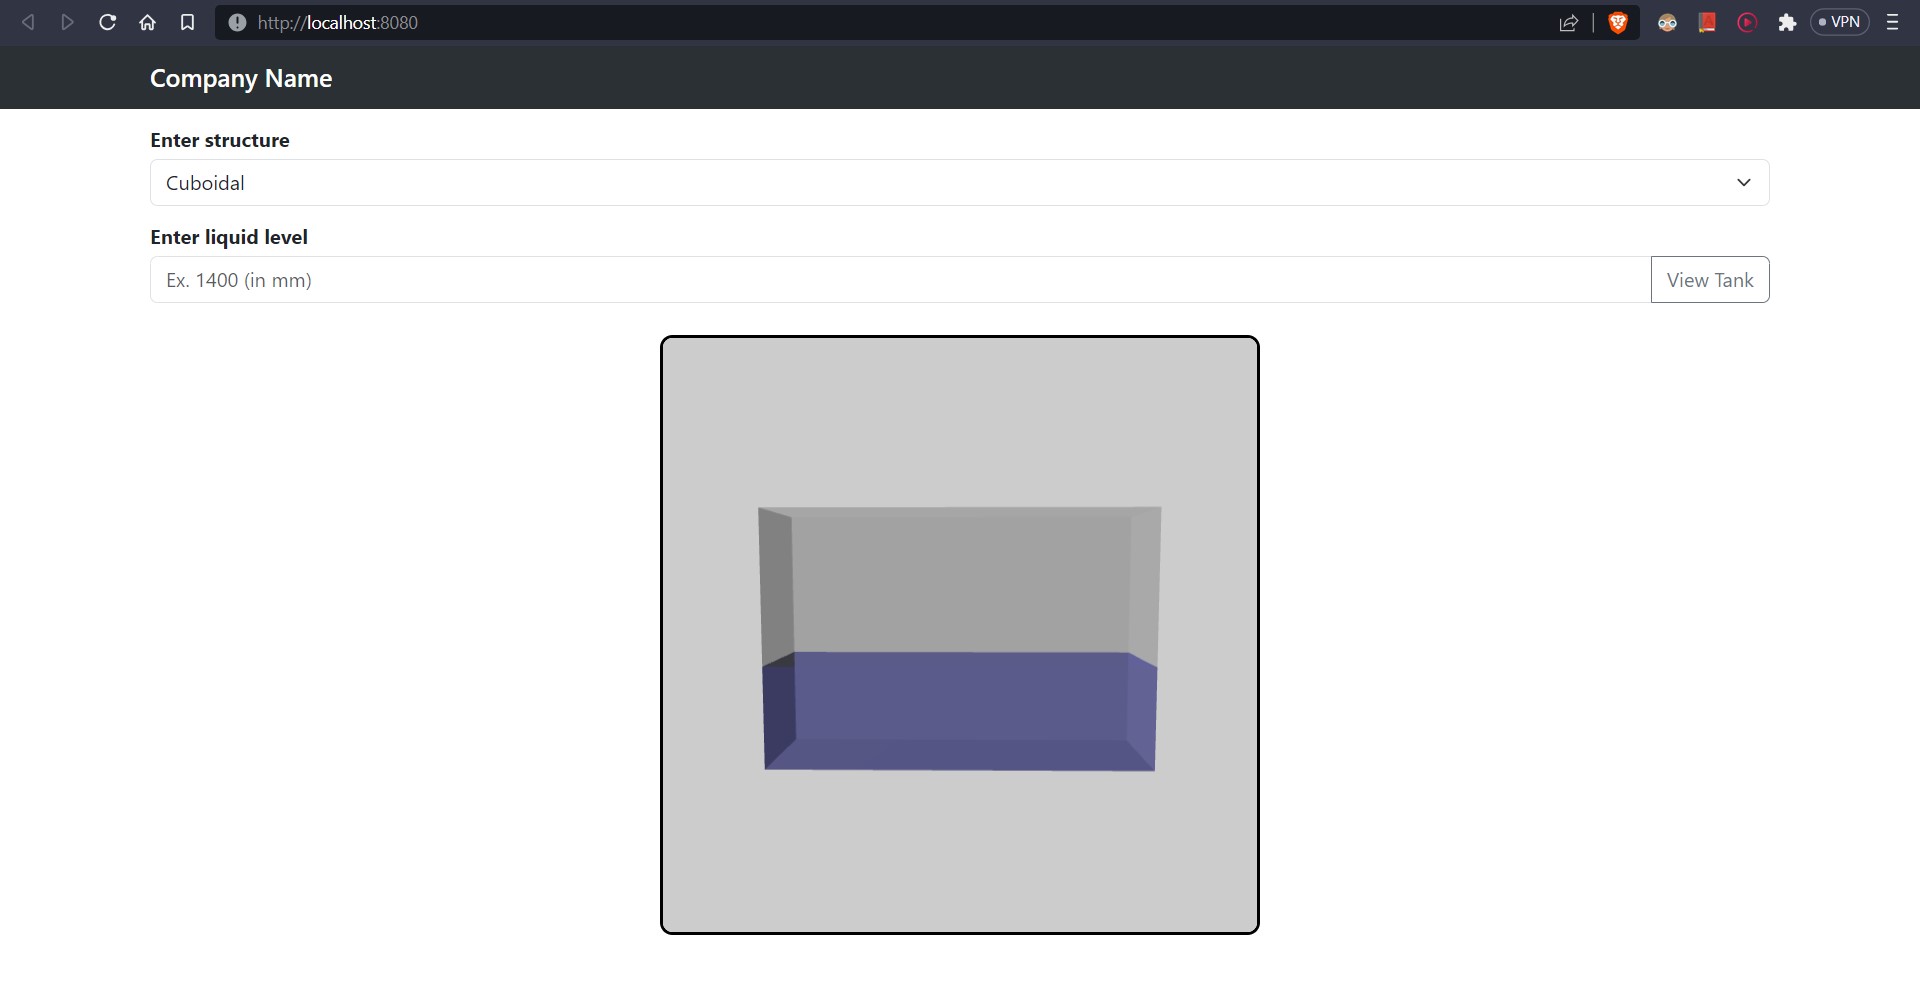 http://localhost:8080
VPN
Company Name
Enter structure
Cuboidal
Enter liquid level
Ex. 1400 (in mm)
View Tank